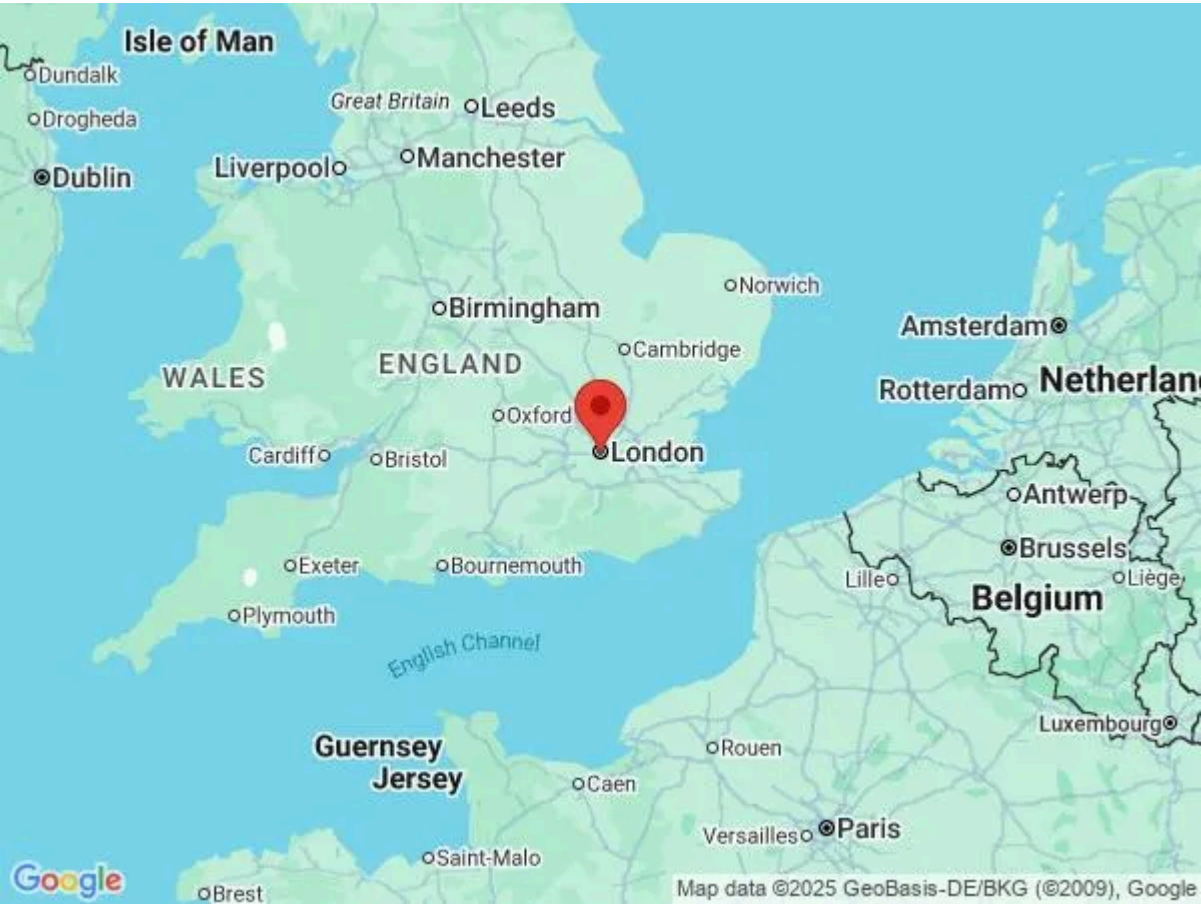 Isle of Man
Dundalk
Great Britain
Leeds
Drogheda
Liverpool
Manchester
Dublin
Norwich
Birmingham
Amsterdam
Cambridge
WALES
ENGLAND
Rotterdam
Netherlan
Oxford
Cardiff
Bristol
London
Antwerp
Brussels
Exeter
Bournemouth
Lille
Liège
Belgium
Plymouth
English Channel
Luxembourg
Guernsey
Jersey
Rouen
Caen
Versailles
Paris
Saint-Malo
Google
Brest
Map data ©2025 GeoBasis-DE/BKG (©2009), Google